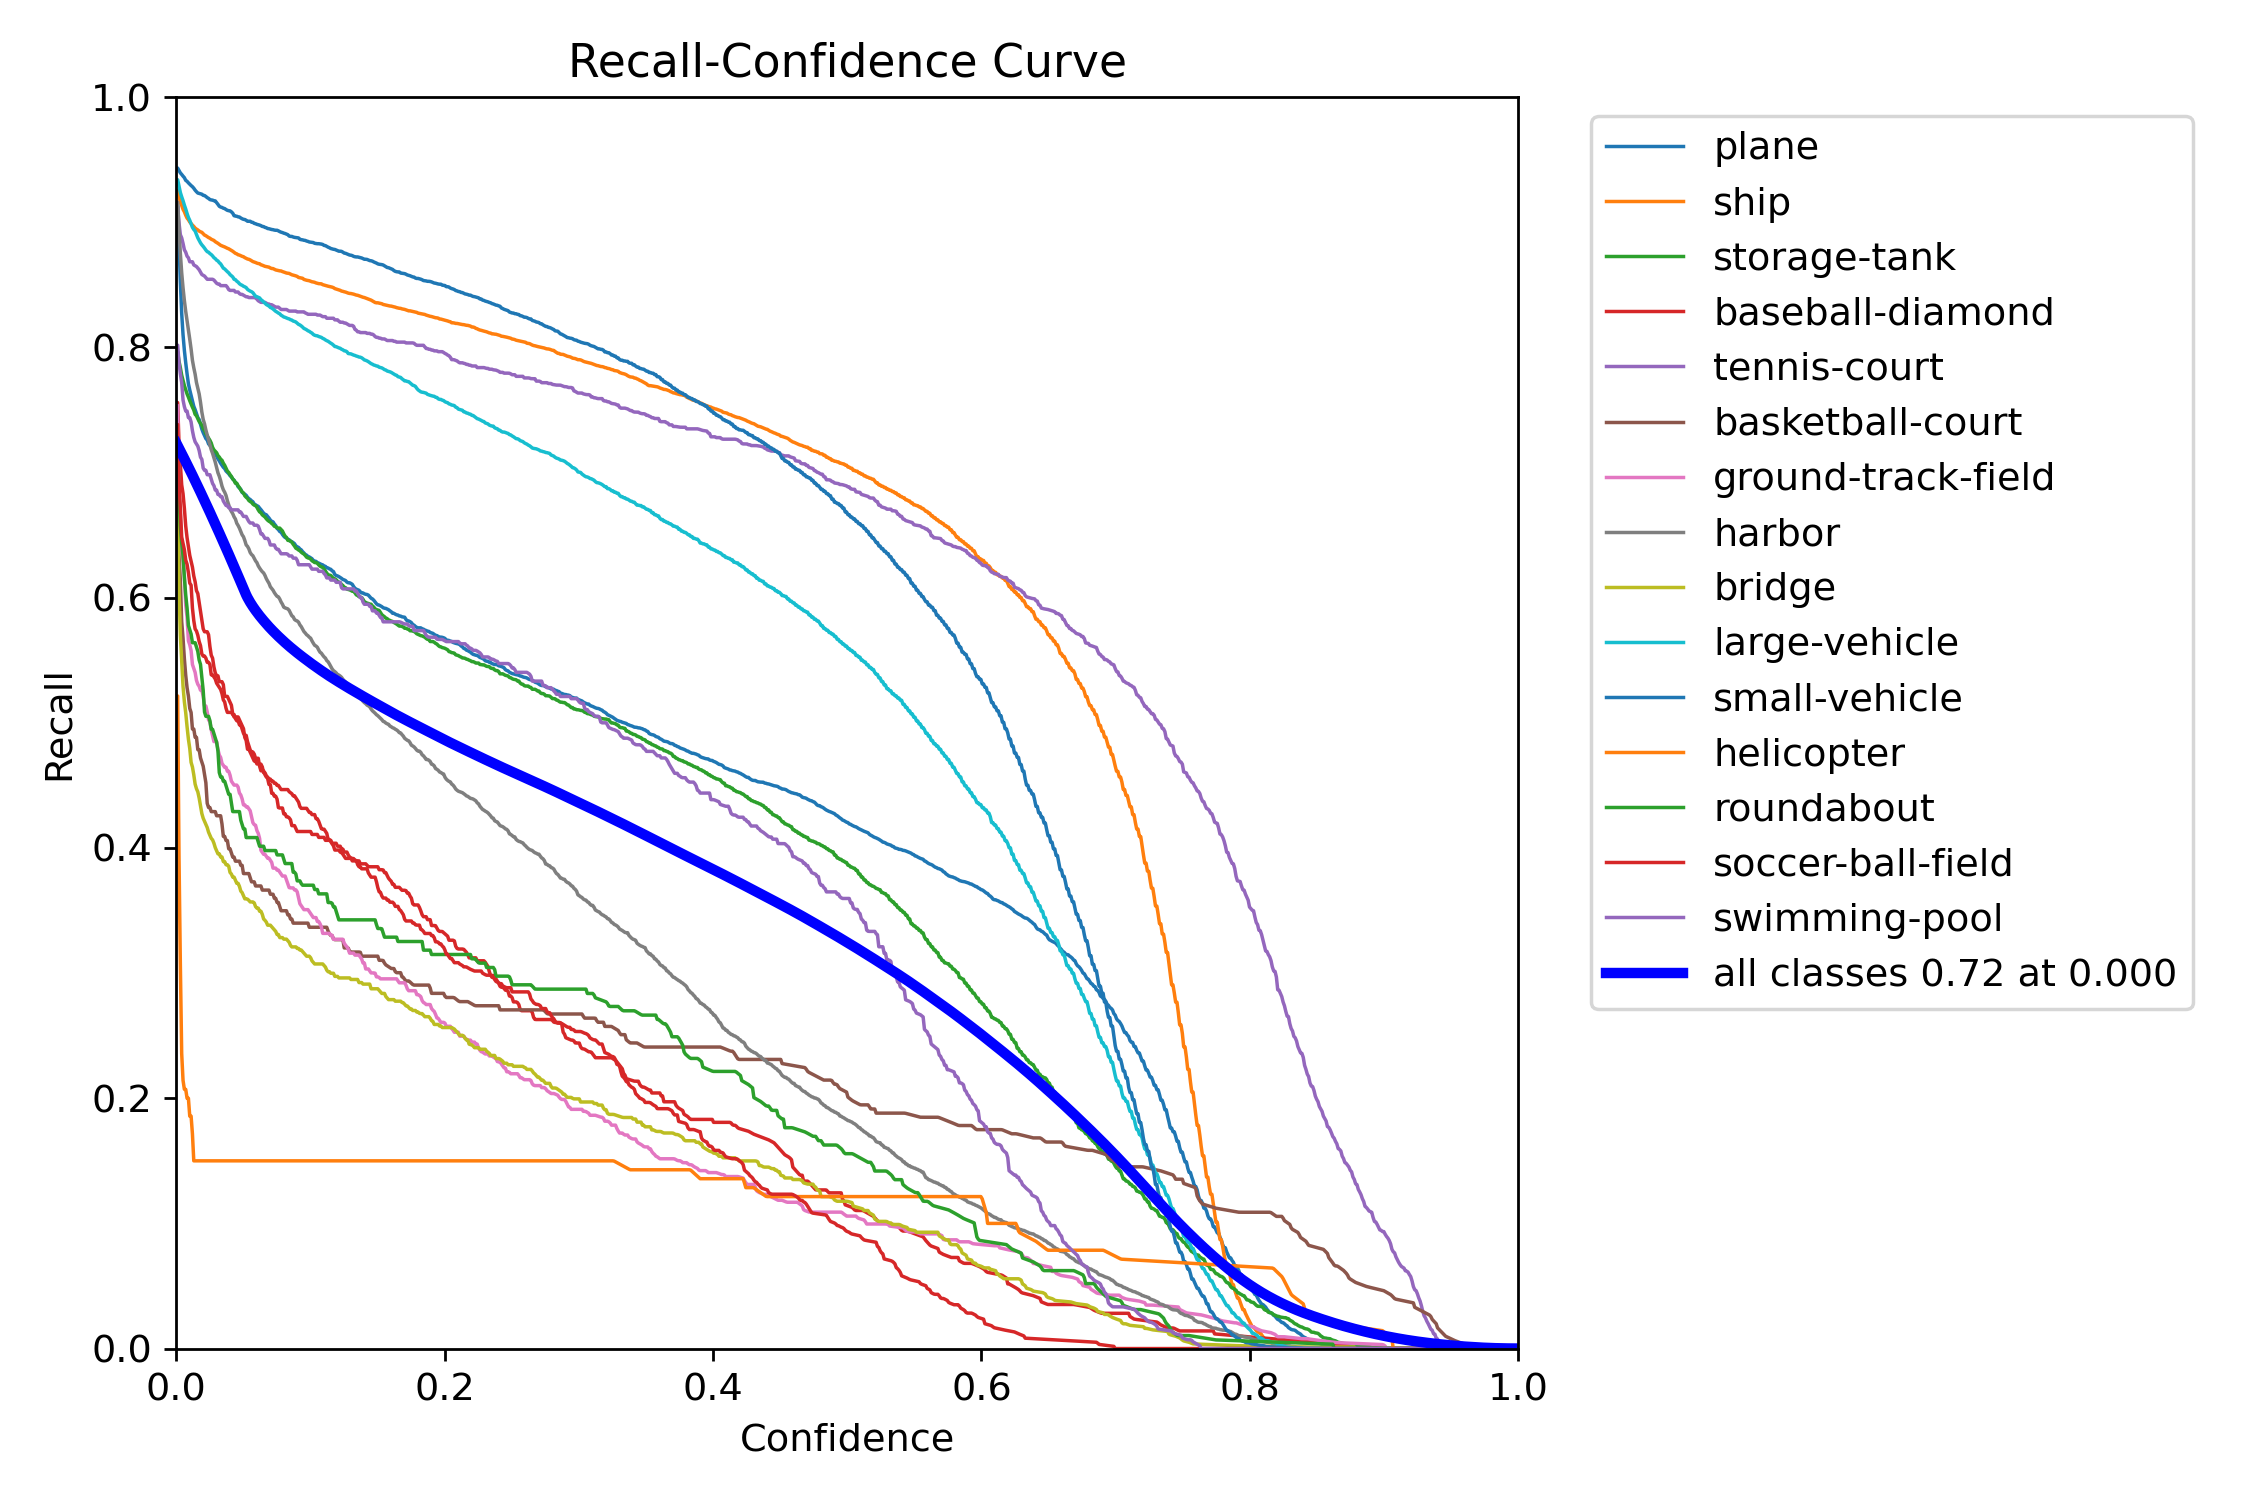 Recall-Confidence Curve
1.0
0.8
0.6
0.4
0.2
0.0
Recall
0.0 0.2 0.4 0.6 0.8 1.0
Confidence
plane
ship
storage-tank
baseball-diamond
tennis-court
basketball-court
ground-track-field
harbor
bridge
large-vehicle
small-vehicle
helicopter
roundabout
soccer-ball-field
swimming-pool
all classes 0.72 at 0.000